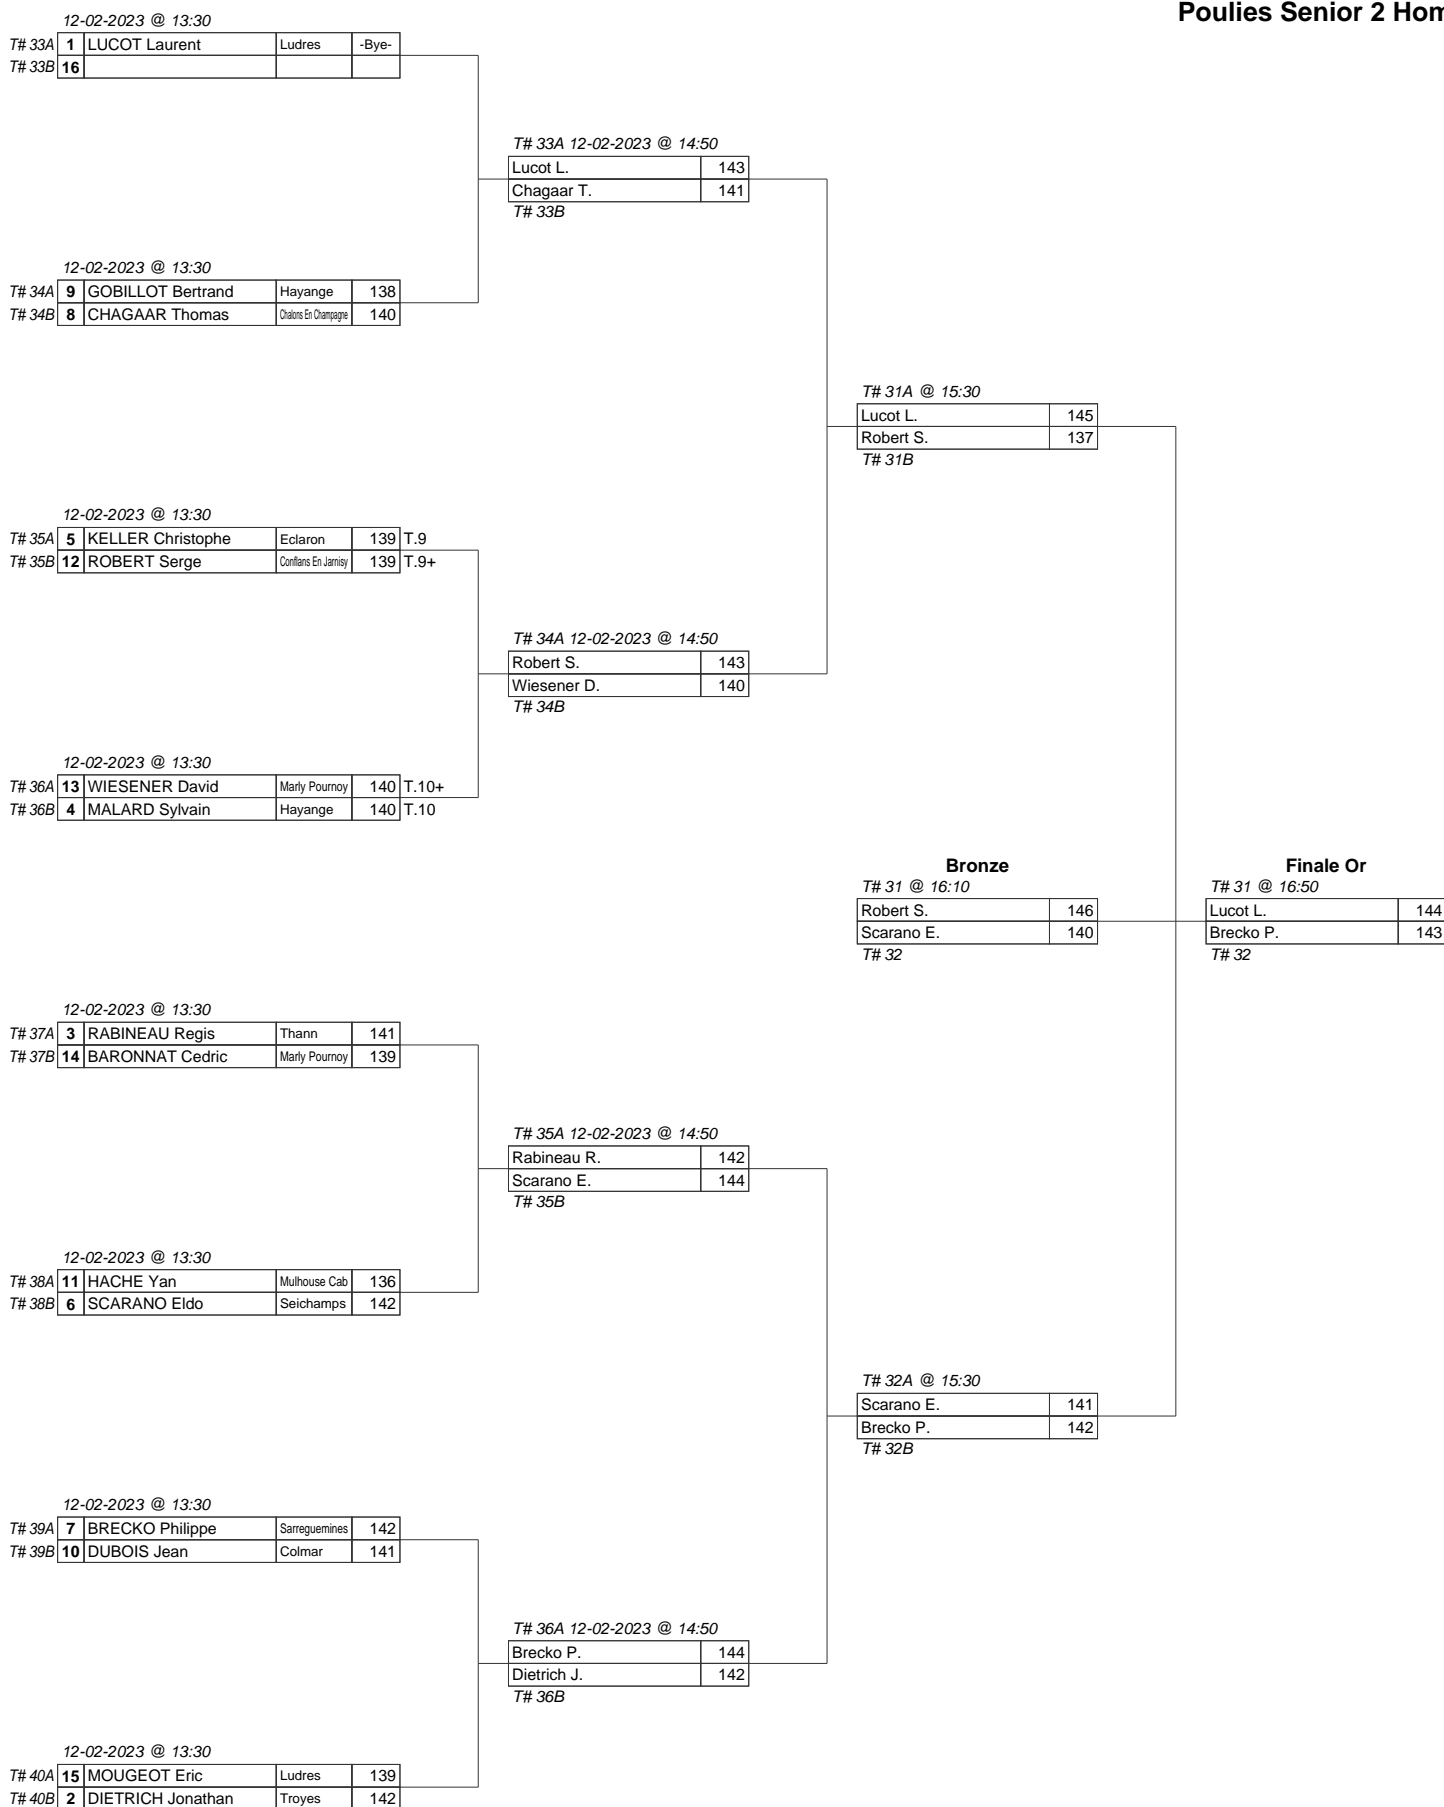 Poulies Senior 2 Hom
12-02-2023 @ 13:30
T# 33A 1 LUCOT Laurent Ludres -Bye-
T# 33B 16
T# 33A 12-02-2023 @ 14:50
Lucot L. 143
Chagaar T. 141
T# 33B
12-02-2023 @ 13:30
T# 34A 9 GOBILLOT Bertrand Hayange 138
T# 34B 8 CHAGAAR Thomas Chalons En Champagne 140
T# 31A @ 15:30
Lucot L. 145
Robert S. 137
T# 31B
12-02-2023 @ 13:30
T# 35A 5 KELLER Christophe Eclaron 139 T.9
T# 35B 12 ROBERT Serge Conflans En Jarnisy 139 T.9+
T# 34A 12-02-2023 @ 14:50
Robert S. 143
Wiesener D. 140
T# 34B
12-02-2023 @ 13:30
T# 36A 13 WIESENER David Marly Pournoy 140 T.10+
T# 36B 4 MALARD Sylvain Hayange 140 T.10
Bronze Finale Or
T# 31 @ 16:10 T# 31 @ 16:50
Robert S. 146 Lucot L. 144
Scarano E. 140 Brecko P. 143
T# 32 T# 32
12-02-2023 @ 13:30
T# 37A 3 RABINEAU Regis Thann 141
T# 37B 14 BARONNAT Cedric Marly Pournoy 139
T# 35A 12-02-2023 @ 14:50
Rabineau R. 142
Scarano E. 144
T# 35B
12-02-2023 @ 13:30
T# 38A 11 HACHE Yan Mulhouse Cab 136
T# 38B 6 SCARANO Eldo Seichamps 142
T# 32A @ 15:30
Scarano E. 141
Brecko P. 142
T# 32B
12-02-2023 @ 13:30
T# 39A 7 BRECKO Philippe Sarreguemines 142
T# 39B 10 DUBOIS Jean Colmar 141
T# 36A 12-02-2023 @ 14:50
Brecko P. 144
Dietrich J. 142
T# 36B
12-02-2023 @ 13:30
T# 40A 15 MOUGEOT Eric Ludres 139
T# 40B 2 DIETRICH Jonathan Troyes 142